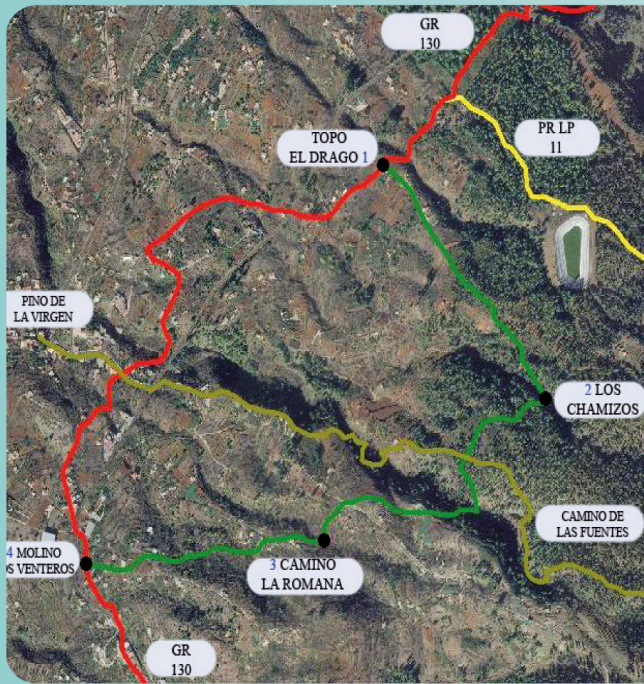 GR
130
TOPO
EL DRAGO 1
PR LP
11
PINO DE
LA VIRGEN
2 LOS
CHAMIZOS
CAMINO DE
LAS FUENTES
4 MOLINO
OS VENTEROS
3 CAMINO
LA ROMANA
GR
130